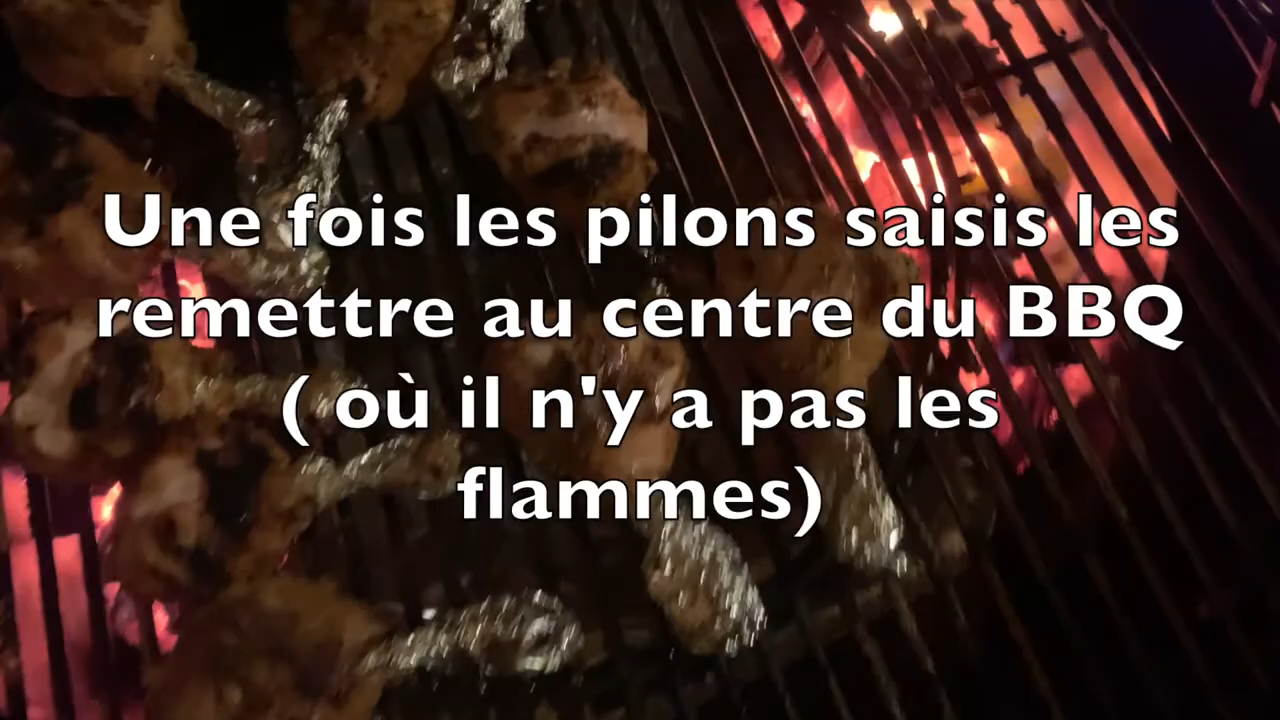 Une fois les pilons saisis les
remettre au centre du BBQ
( où il n'y a pas les
flammes)